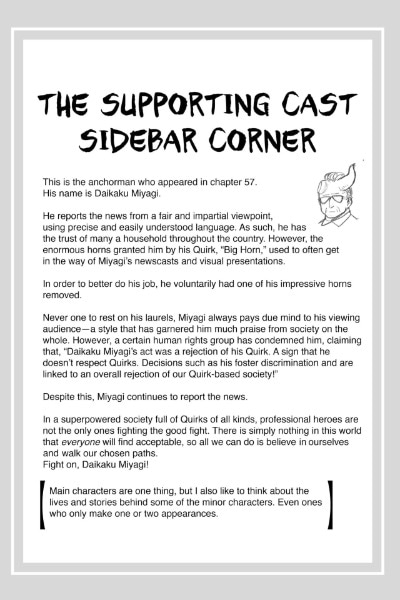 THE SUPPORTING CAST
SIDEBAR CORNER
This is the anchorman who appeared in chapter 57.
His name is Daikaku Miyagi.
He reports the news from a fair and impartial viewpoint,
using precise and easily understood language. As such, he has
the trust of many a household throughout the country. However, the
enormous horns granted him by his Quirk, “Big Horn,” used to often get
in the way of Miyagi’s newscasts and visual presentations.
In order to better do his job, he voluntarily had one of his impressive horns
removed.
Never one to rest on his laurels, Miyagi always pays due mind to his viewing
audience—a style that has garnered him much praise from society on the
whole. However, a certain human rights group has condemned him, claiming
that, “Daikaku Miyagi’s act was a rejection of his Quirk. A sign that he
doesn’t respect Quirks. Decisions such as his foster discrimination and are
linked to an overall rejection of our Quirk-based society!”
Despite this, Miyagi continues to report the news.
In a superpowered society full of Quirks of all kinds, professional heroes are
not the only ones fighting the good fight. There is simply nothing in this world
that everyone will find acceptable, so all we can do is believe in ourselves
and walk our chosen paths.
Fight on, Daikaku Miyagi!
Main characters are one thing, but I also like to think about the
lives and stories behind some of the minor characters. Even ones
who only make one or two appearances.